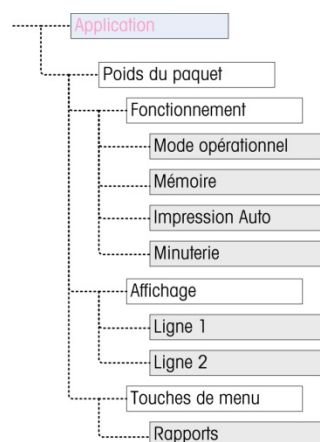 Application
Poids du paquet
Fonctionnement
Mode opérationnel
Mémoire
Impression Auto
Minuterie
Affichage
Ligne 1
Ligne 2
Touches de menu
Rapports